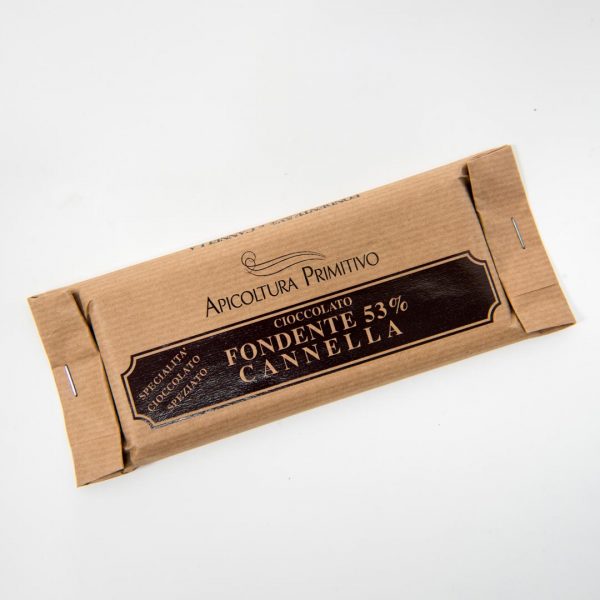 APICOLTURA PRIMITIVO
CIOCCOLATO
FONDENTE 53%
CANNELLA
SPECIALITA'
CIOCCOLATO
SPEZIATO